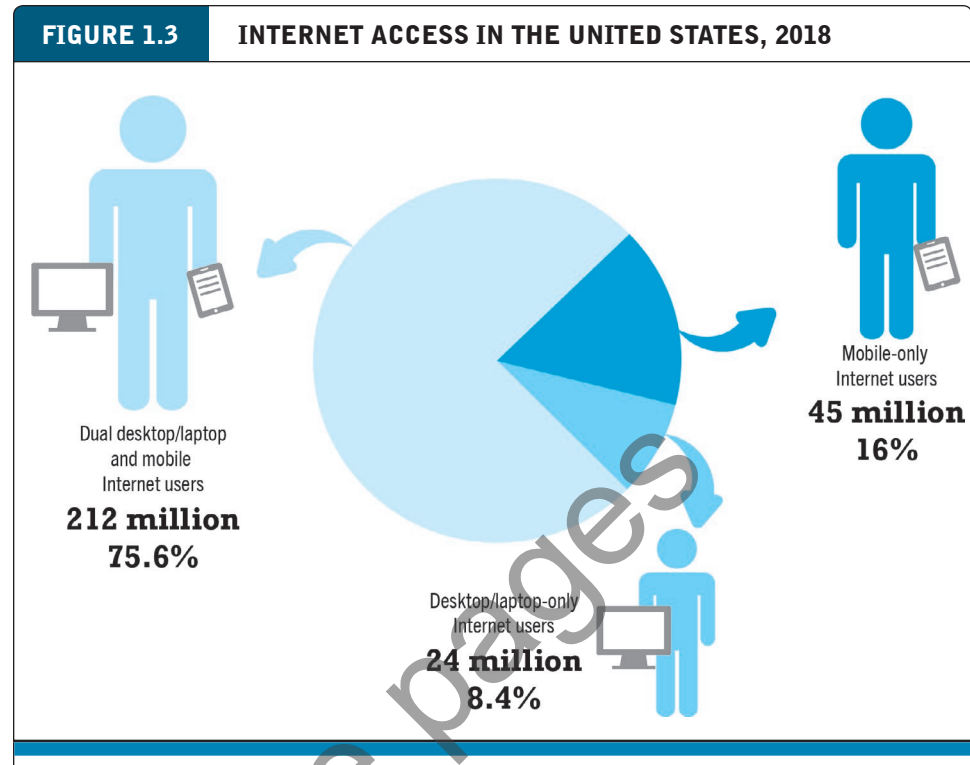 FIGURE 1.3
INTERNET ACCESS IN THE UNITED STATES, 2018
Dual desktop/laptop
and mobile
Internet users
212 million
75.6%
Mobile-only
Internet users
45 million
16%
Desktop/laptop-only
Internet users
24 million
8.4%
pages